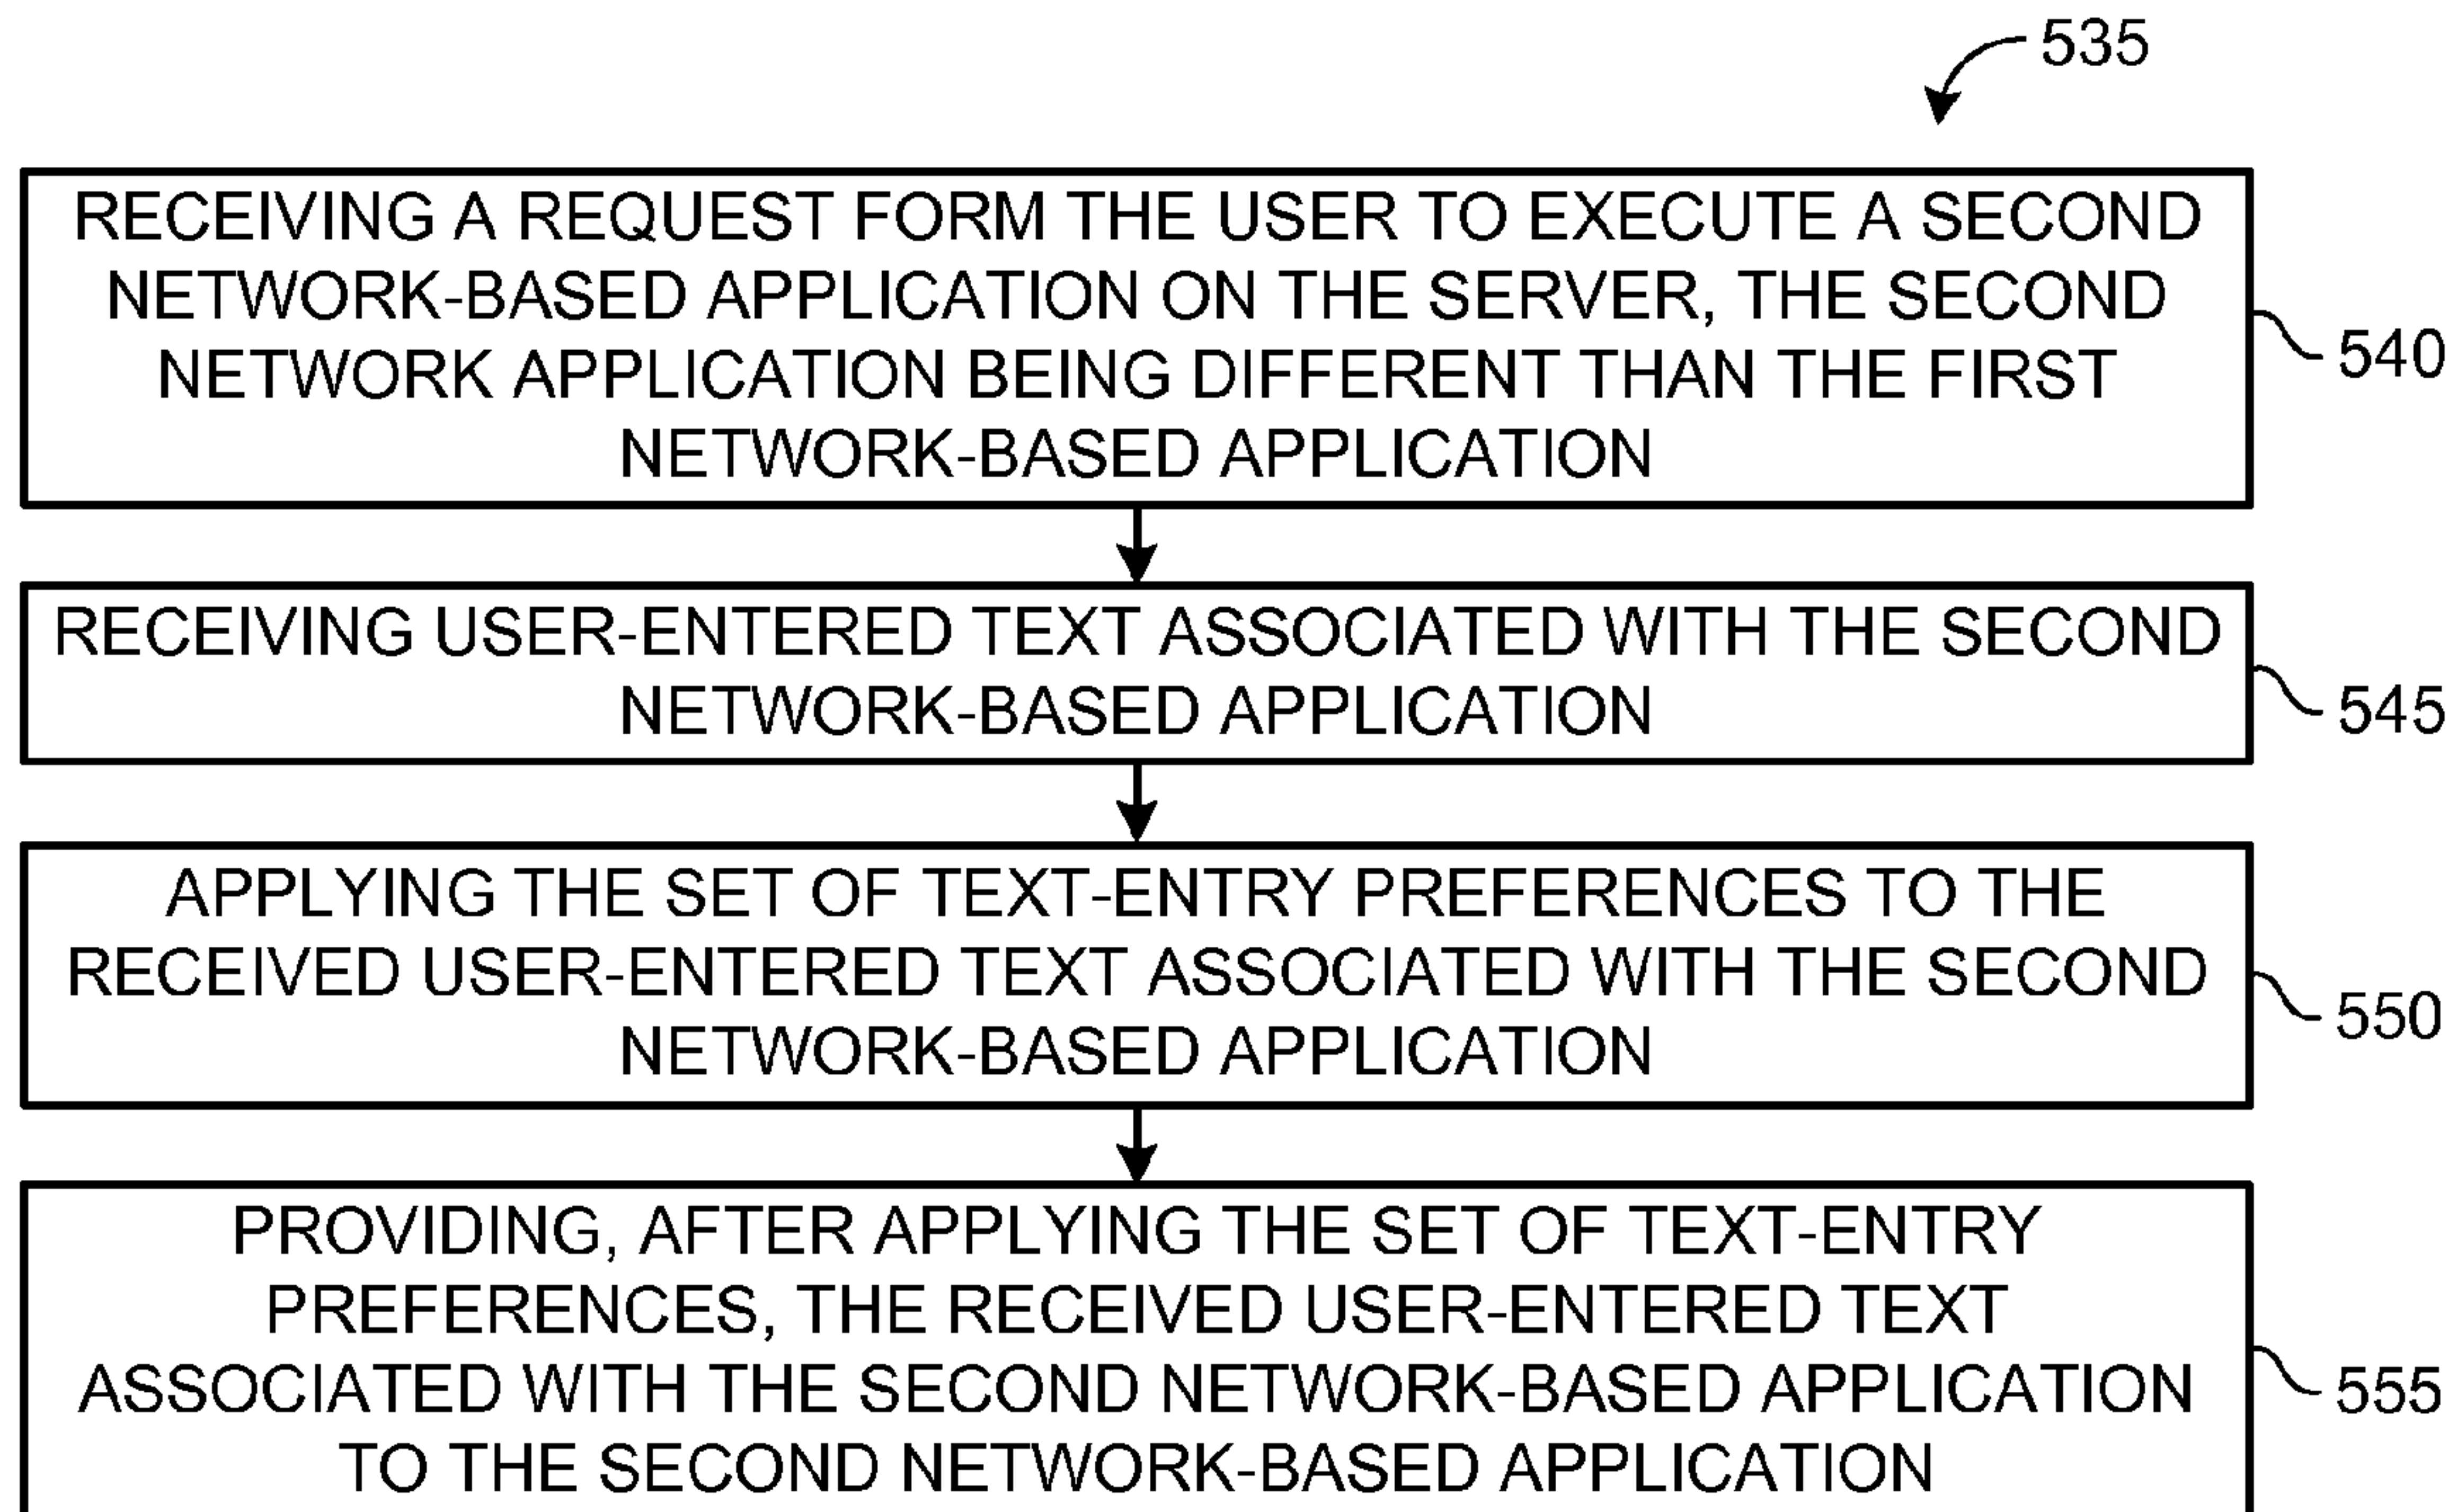 535
RECEIVING A REQUEST FORM THE USER TO EXECUTE A SECOND
NETWORK-BASED APPLICATION ON THE SERVER, THE SECOND
NETWORK APPLICATION BEING DIFFERENT THAN THE FIRST
NETWORK-BASED APPLICATION
540
RECEIVING USER-ENTERED TEXT ASSOCIATED WITH THE SECOND
NETWORK-BASED APPLICATION
545
APPLYING THE SET OF TEXT-ENTRY PREFERENCES TO THE
RECEIVED USER-ENTERED TEXT ASSOCIATED WITH THE SECOND
NETWORK-BASED APPLICATION
550
PROVIDING, AFTER APPLYING THE SET OF TEXT-ENTRY
PREFERENCES, THE RECEIVED USER-ENTERED TEXT
ASSOCIATED WITH THE SECOND NETWORK-BASED APPLICATION
TO THE SECOND NETWORK-BASED APPLICATION
555